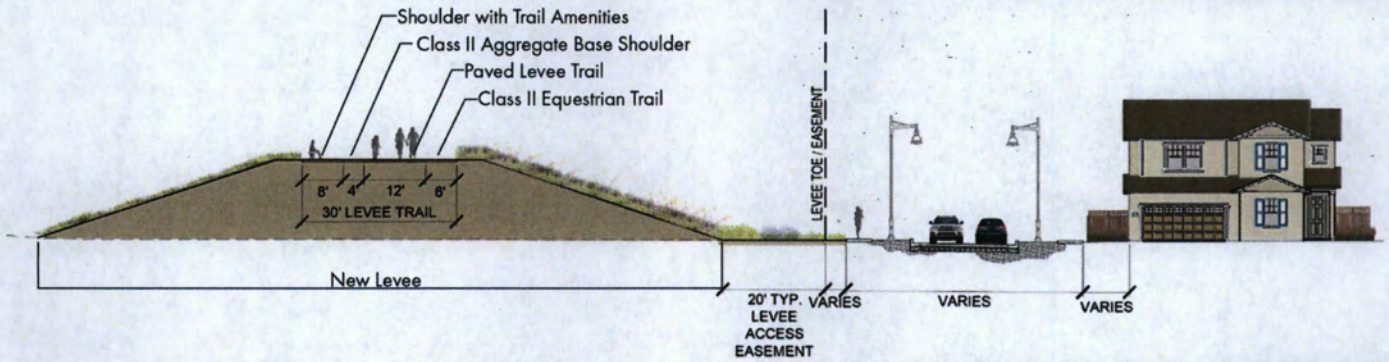 Shoulder with Trail Amenities
Class II Aggregate Base Shoulder
Paved Levee Trail
Class II Equestrian Trail
LEVEE TOE / EASEMENT
8' 4' 12' 6'
30' LEVEE TRAIL
New Levee
20' TYP.
LEVEE
ACCESS
EASEMENT
VARIES
VARIES
VARIES